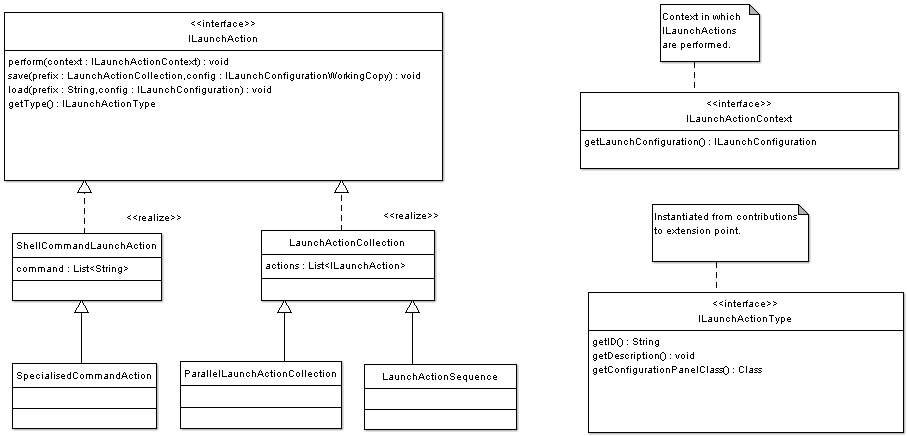 <<interface>>
ILaunchAction
perform(context : ILaunchActionContext) : void
save(prefix : LaunchActionCollection,config : ILaunchConfigurationWorkingCopy) : void
load(prefix : String,config : ILaunchConfiguration) : void
getType() : ILaunchActionType
<<realize>>
<<realize>>
ShellCommandLaunchAction
command : List<String>
LaunchActionCollection
actions : List<ILaunchAction>
SpecialisedCommandAction
ParallelLaunchActionCollection
LaunchActionSequence
Context in which
ILaunchActions
are performed.
<<interface>>
ILaunchActionContext
getLaunchConfiguration() : ILaunchConfiguration
Instantiated from contributions
to extension point.
<<interface>>
ILaunchActionType
getID() : String
getDescription() : void
getConfigurationPanelClass() : Class